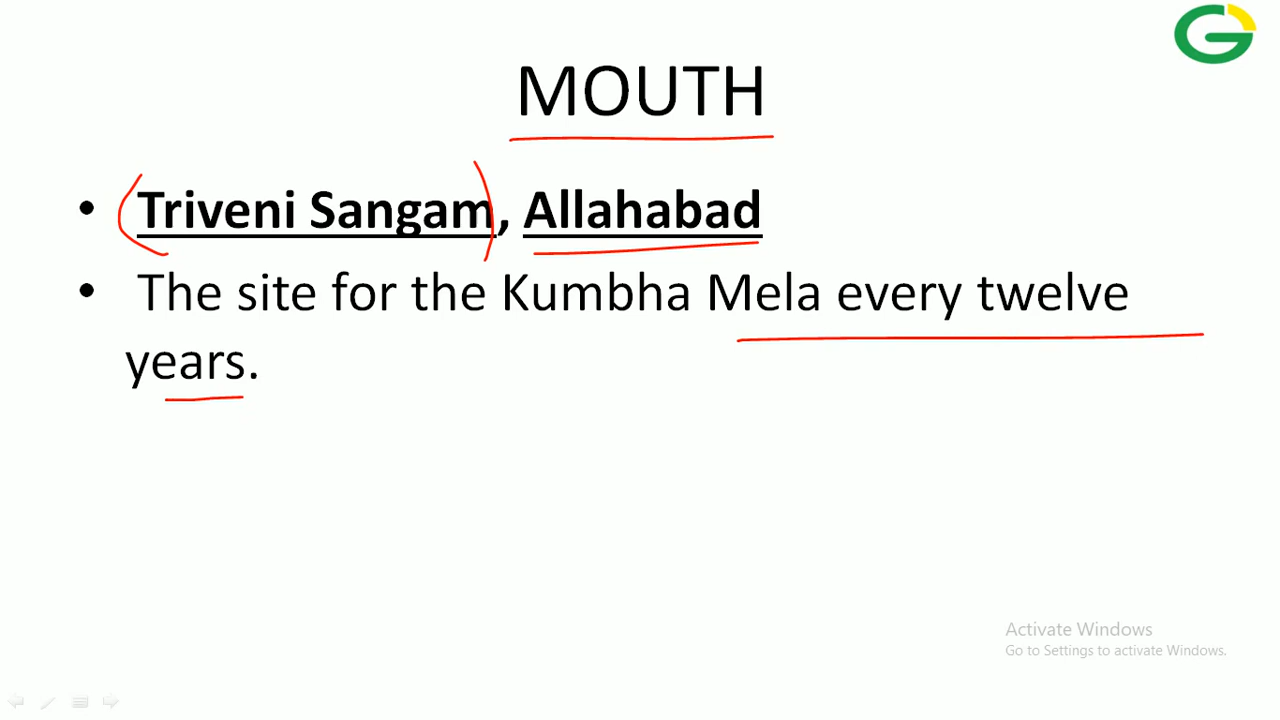 MOUTH
• Triveni Sangam, Allahabad
• The site for the Kumbha Mela every twelve
years.
Activate Windows
Go to Settings to activate Windows.